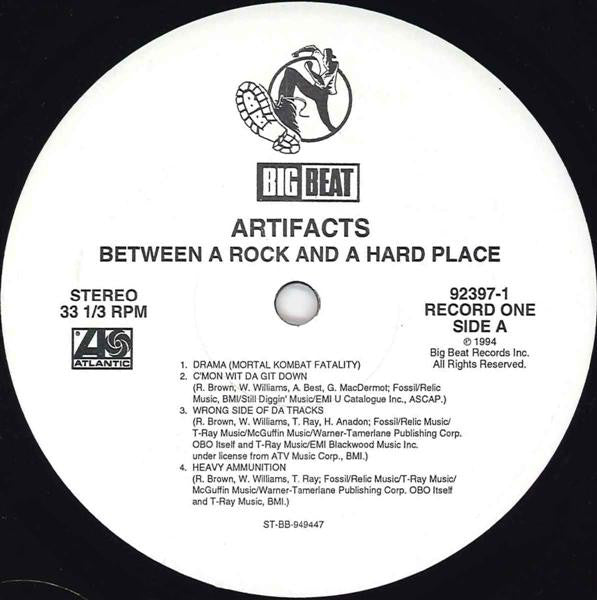 BIG BEAT
ARTIFACTS
BETWEEN A ROCK AND A HARD PLACE
STEREO
33 1/3 RPM
ATLANTIC
92397-1
RECORD ONE
SIDE A
℗ 1994
Big Beat Records Inc.
All Rights Reserved.
1. DRAMA (MORTAL KOMBAT FATALITY)
2. C'MON WIT DA GIT DOWN
(R. Brown, W. Williams, A. Best, G. MacDermot; Fossil/Relic
Music, BMI/Still Diggin' Music/EMI U Catalogue Inc., ASCAP.)
3. WRONG SIDE OF DA TRACKS
(R. Brown, W. Williams, T. Ray, H. Anadon; Fossil/Relic Music/
T-Ray Music/McGuffin Music/Warner-Tamerlane Publishing Corp.
OBO Itself and T-Ray Music/EMI Blackwood Music Inc.
under license from ATV Music Corp., BMI.)
4. HEAVY AMMUNITION
(R. Brown, W. Williams, T. Ray; Fossil/Relic Music/T-Ray Music/
McGuffin Music/Warner-Tamerlane Publishing Corp. OBO Itself
and T-Ray Music, BMI.)
ST-BB-949447